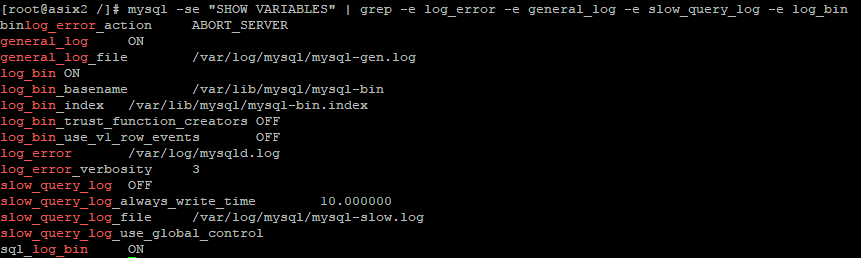 [root@asix2 /]# mysql -se "SHOW VARIABLES" | grep -e log_error -e general_log -e slow_query_log -e log_bin
binlog_error_action ABORT_SERVER
general_log ON
general_log_file /var/log/mysql/mysql-gen.log
log_bin ON
log_bin_basename /var/lib/mysql/mysql-bin
log_bin_index /var/lib/mysql/mysql-bin.index
log_bin_trust_function_creators OFF
log_bin_use_v1_row_events OFF
log_error /var/log/mysqld.log
log_error_verbosity 3
slow_query_log OFF
slow_query_log_always_write_time 10.000000
slow_query_log_file /var/log/mysql/mysql-slow.log
slow_query_log_use_global_control
sql_log_bin ON